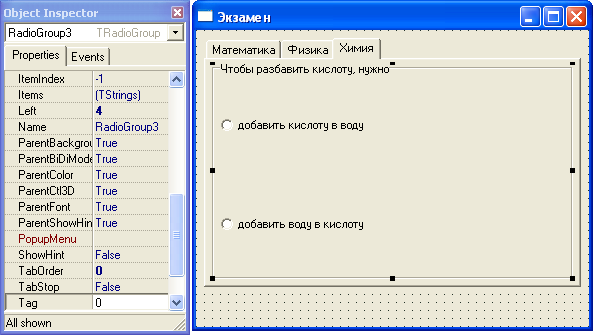 Object Inspector
RadioGroup3 TRadioGroup
Properties Events
ItemIndex -1
Items (TStrings)
Left 4
Name RadioGroup3
ParentBackgrou True
ParentBiDiMode True
ParentColor True
ParentCtl3D True
ParentFont True
ParentShowHin True
PopupMenu
ShowHint False
TabOrder 0
TabStop False
Tag 0
All shown
Экзамен
Математика Физика Химия
Чтобы разбавить кислоту, нужно
добавить кислоту в воду
добавить воду в кислоту